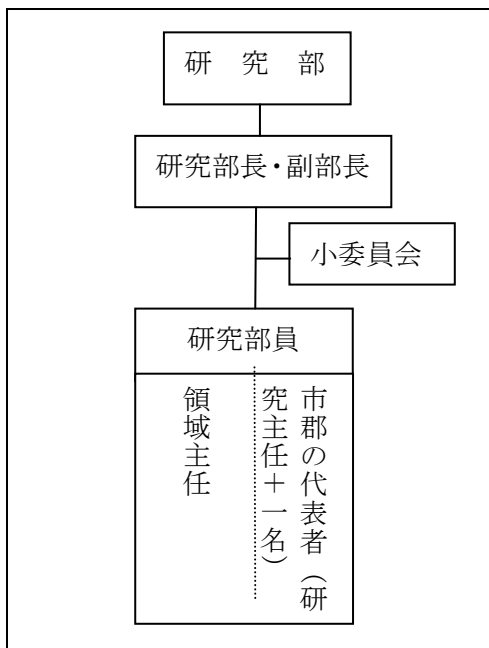 研　究　部
研究部長・副部長
小委員会
研究部員
市郡の代表者（研
究主任＋一名）
領域主任